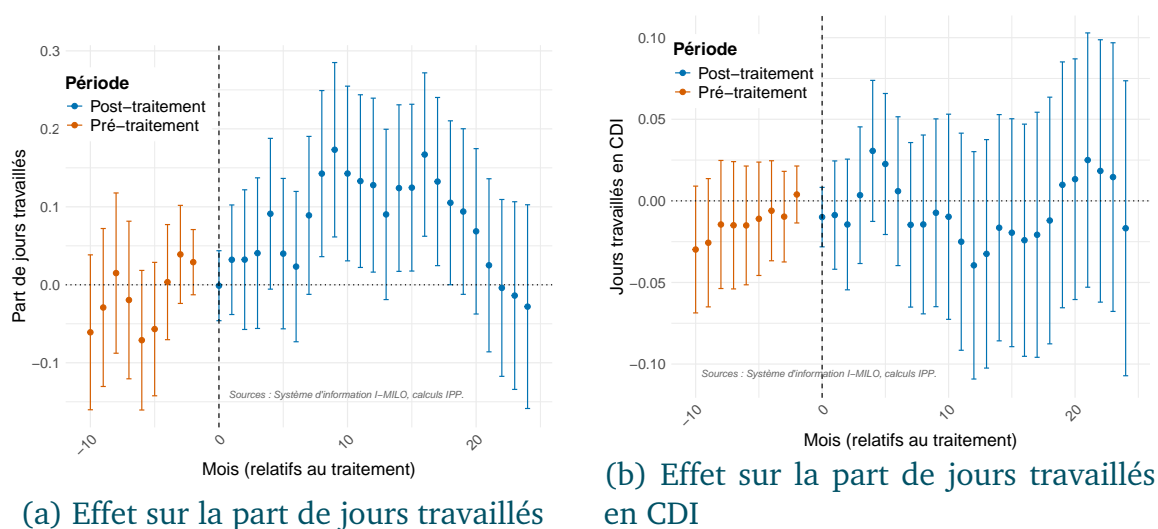 Part de jours travaillés
0.3
0.2
0.1
0.0
−0.1
Période
Post−traitement
Pré−traitement
Sources : Système d'information I−MILO, calculs IPP.
−10
0
10
20
Mois (relatifs au traitement)
(a) Effet sur la part de jours travaillés
Jours travaillés en CDI
0.10
0.05
0.00
−0.05
−0.10
Période
Post−traitement
Pré−traitement
Sources : Système d'information I−MILO, calculs IPP.
−10
0
10
20
Mois (relatifs au traitement)
(b) Effet sur la part de jours travaillés
en CDI